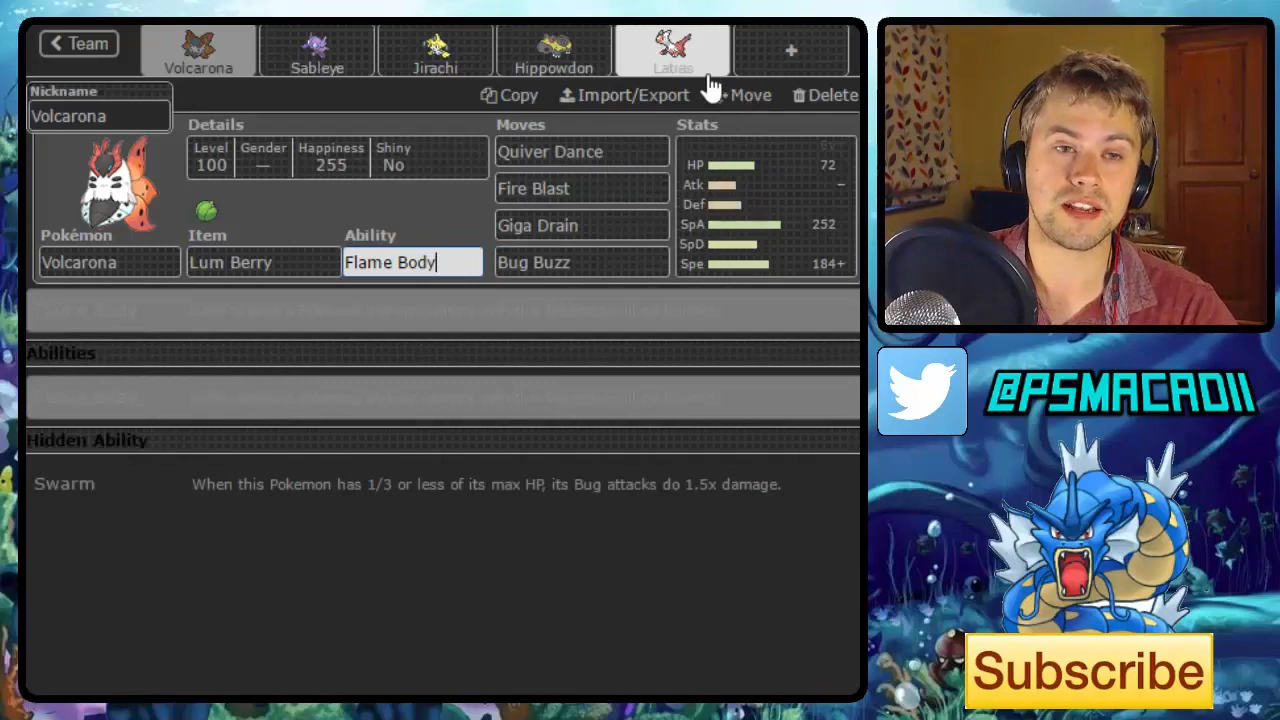 Team
Volcarona
Sableye
Jirachi
Hippowdon
Latias
+
Nickname
Volcarona
Copy
Import/Export
Move
Delete
Details
Moves
Stats
Level
100
Gender
—
Happiness
255
Shiny
No
Quiver Dance
Fire Blast
Giga Drain
Bug Buzz
EV
HP 72
Atk –
Def
SpA 252
SpD
Spe 184+
Pokémon
Volcarona
Item
Lum Berry
Ability
Flame Body
Abilities
Hidden Ability
Swarm When this Pokemon has 1/3 or less of its max HP, its Bug attacks do 1.5x damage.
@PSMACADII
Subscribe